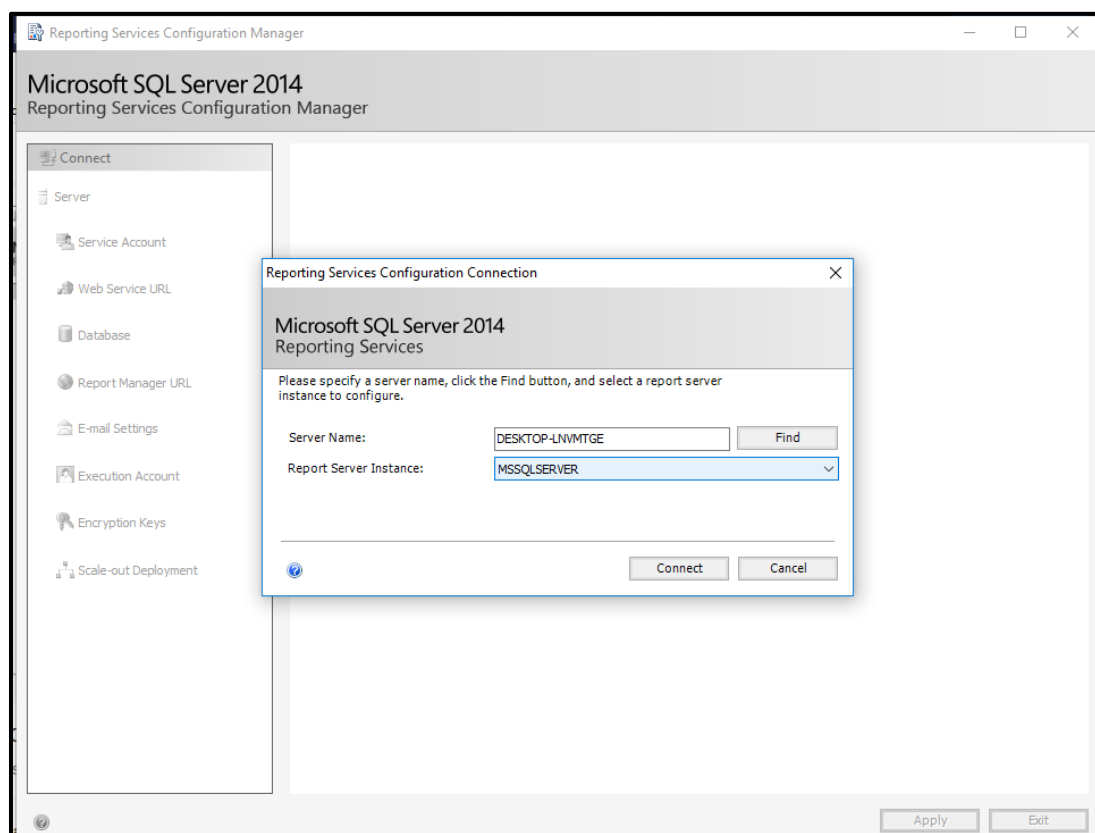 Reporting Services Configuration Manager
Microsoft SQL Server 2014
Reporting Services Configuration Manager
Connect
Server
Service Account
Web Service URL
Database
Report Manager URL
E-mail Settings
Execution Account
Encryption Keys
Scale-out Deployment
Reporting Services Configuration Connection
Microsoft SQL Server 2014
Reporting Services
Please specify a server name, click the Find button, and select a report server
instance to configure.
Server Name:
DESKTOP-LNVMTGE
Find
Report Server Instance:
MSSQLSERVER
Connect
Cancel
Apply
Exit